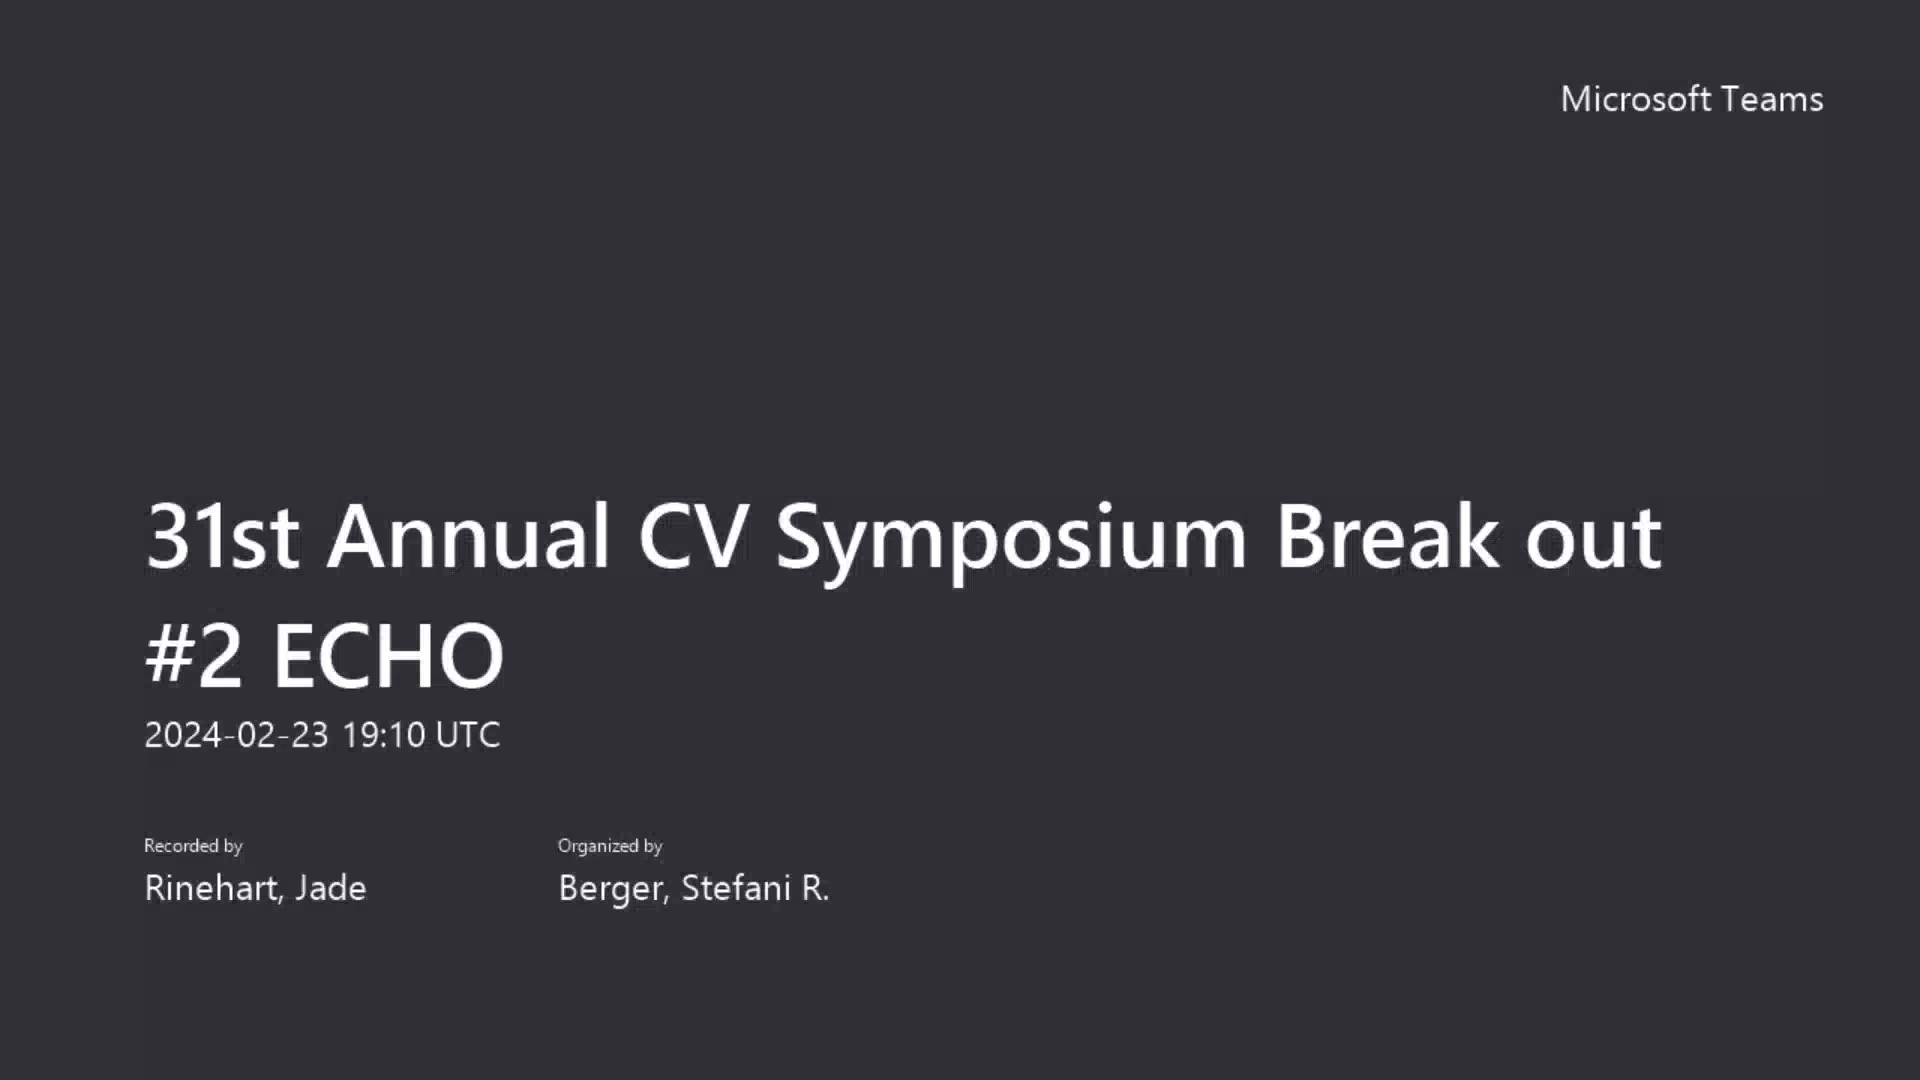 Microsoft Teams
31st Annual CV Symposium Break out
#2 ECHO
2024-02-23 19:10 UTC
Recorded by
Organized by
Rinehart, Jade
Berger, Stefani R.